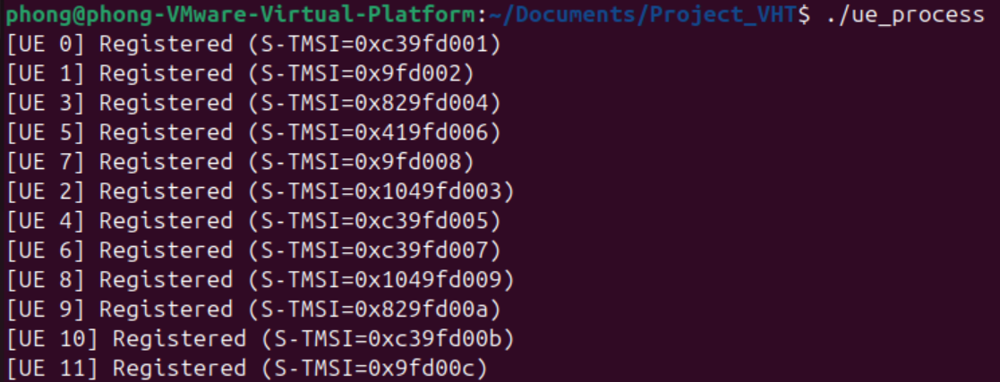 phong@phong-VMware-Virtual-Platform:~/Documents/Project_VHT$ ./ue_process
[UE 0] Registered (S-TMSI=0xc39fd001)
[UE 1] Registered (S-TMSI=0x9fd002)
[UE 3] Registered (S-TMSI=0x829fd004)
[UE 5] Registered (S-TMSI=0x419fd006)
[UE 7] Registered (S-TMSI=0x9fd008)
[UE 2] Registered (S-TMSI=0x1049fd003)
[UE 4] Registered (S-TMSI=0xc39fd005)
[UE 6] Registered (S-TMSI=0xc39fd007)
[UE 8] Registered (S-TMSI=0x1049fd009)
[UE 9] Registered (S-TMSI=0x829fd00a)
[UE 10] Registered (S-TMSI=0xc39fd00b)
[UE 11] Registered (S-TMSI=0x9fd00c)